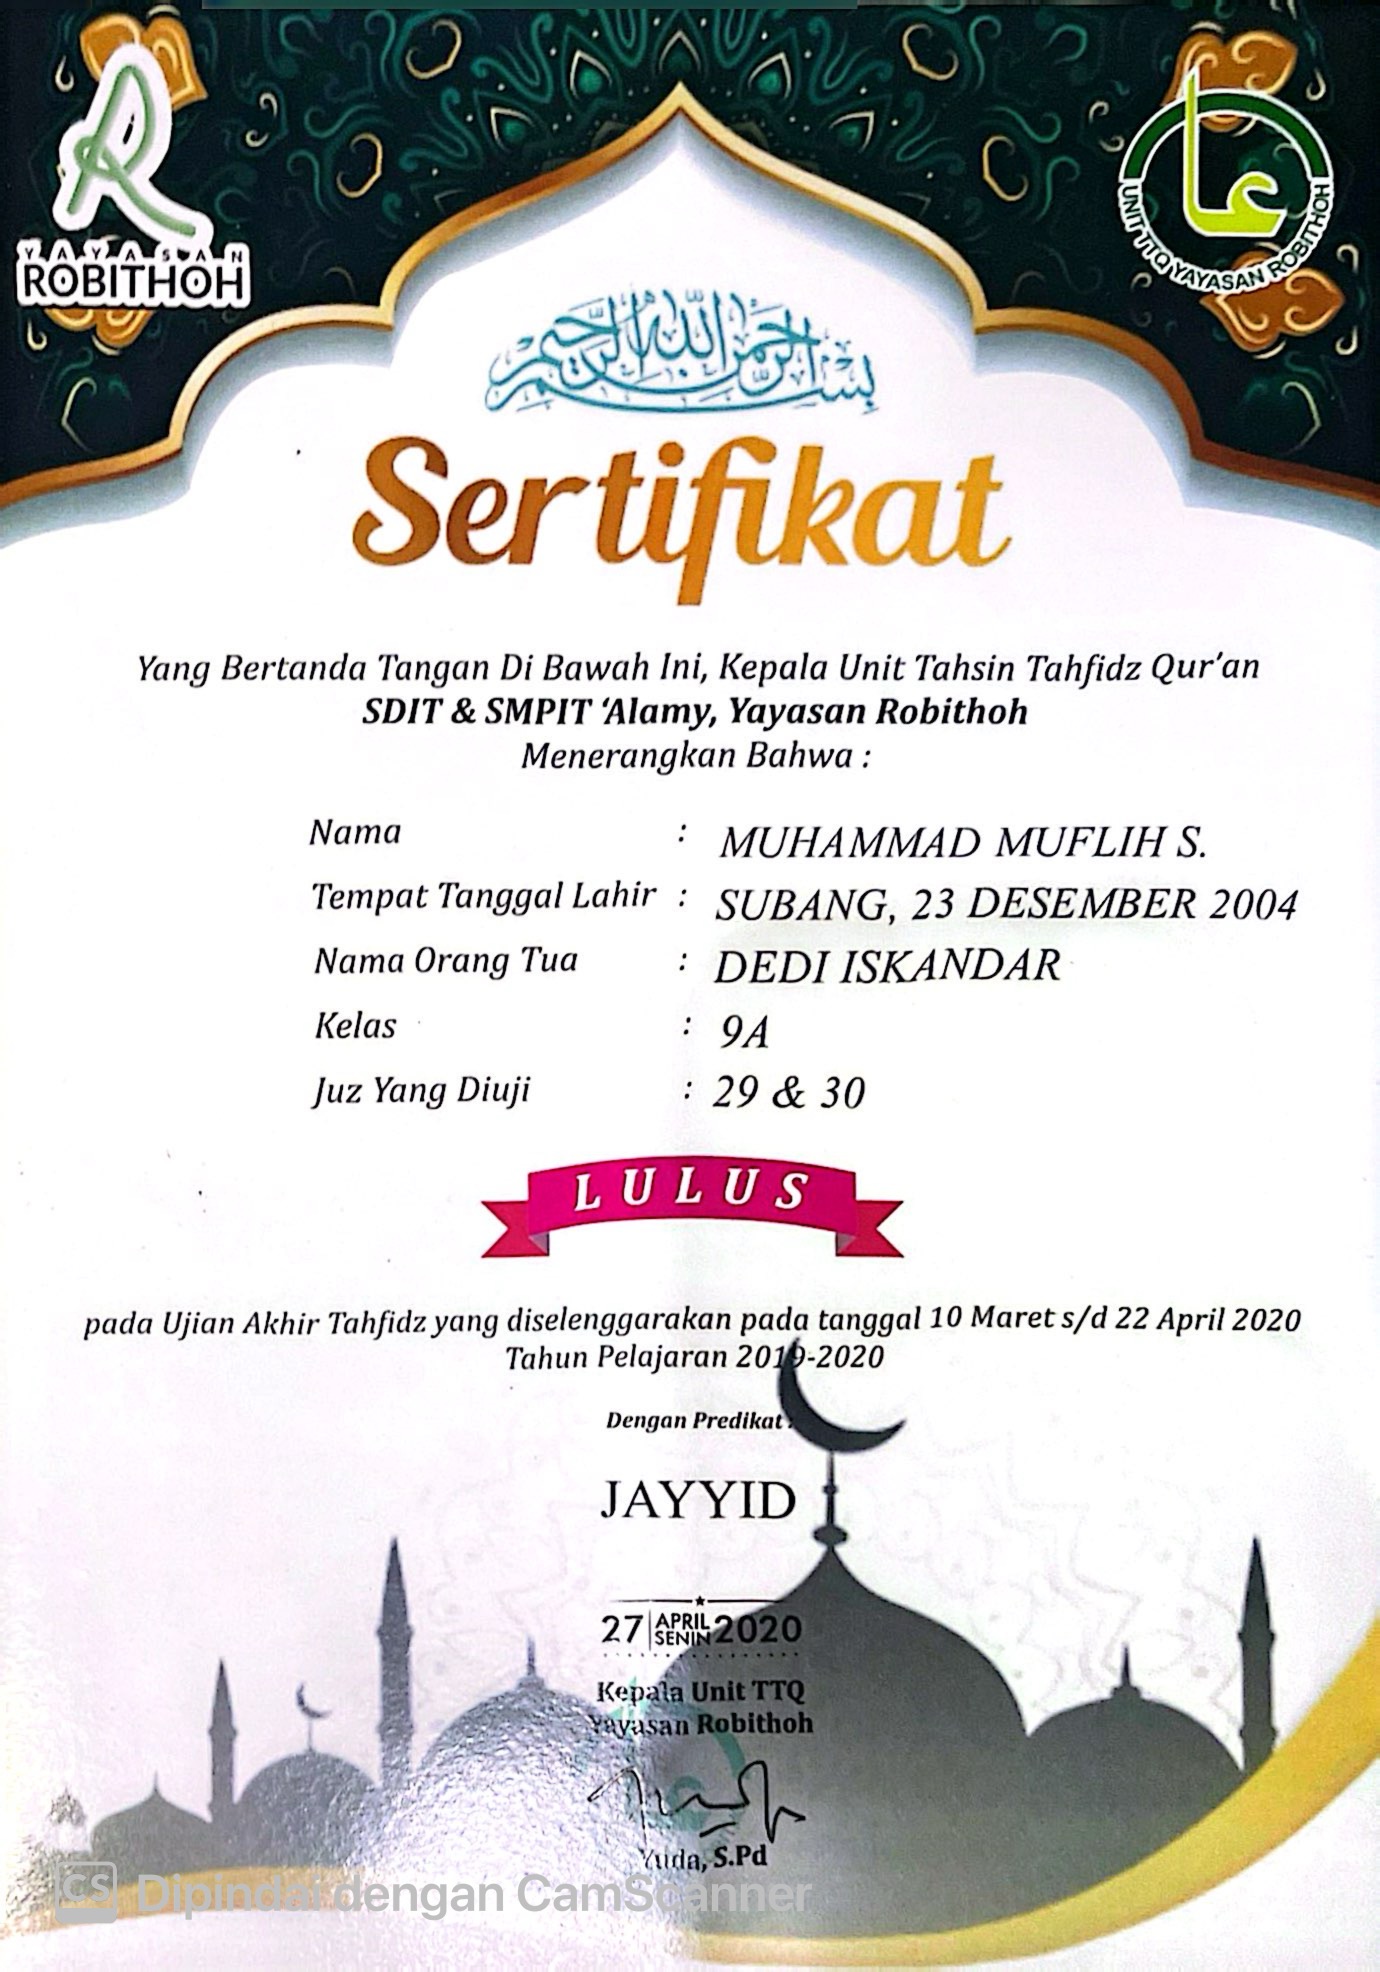 YAYASAN
ROBITHOH
عا
UNIT TTQ YAYASAN ROBITHOH
بسم الله الرحمن الرحيم
Sertifikat
Yang Bertanda Tangan Di Bawah Ini, Kepala Unit Tahsin Tahfidz Qur’an
SDIT & SMPIT ‘Alamy, Yayasan Robithoh
Menerangkan Bahwa :
Nama : MUHAMMAD MUFLIH S.
Tempat Tanggal Lahir : SUBANG, 23 DESEMBER 2004
Nama Orang Tua : DEDI ISKANDAR
Kelas : 9A
Juz Yang Diuji : 29 & 30
LULUS
pada Ujian Akhir Tahfidz yang diselenggarakan pada tanggal 10 Maret s/d 22 April 2020
Tahun Pelajaran 2019-2020
Dengan Predikat :
JAYYID
27 APRIL SENIN 2020
Kepala Unit TTQ
Yayasan Robithoh
Yuda, S.Pd
CS Dipindai dengan CamScanner